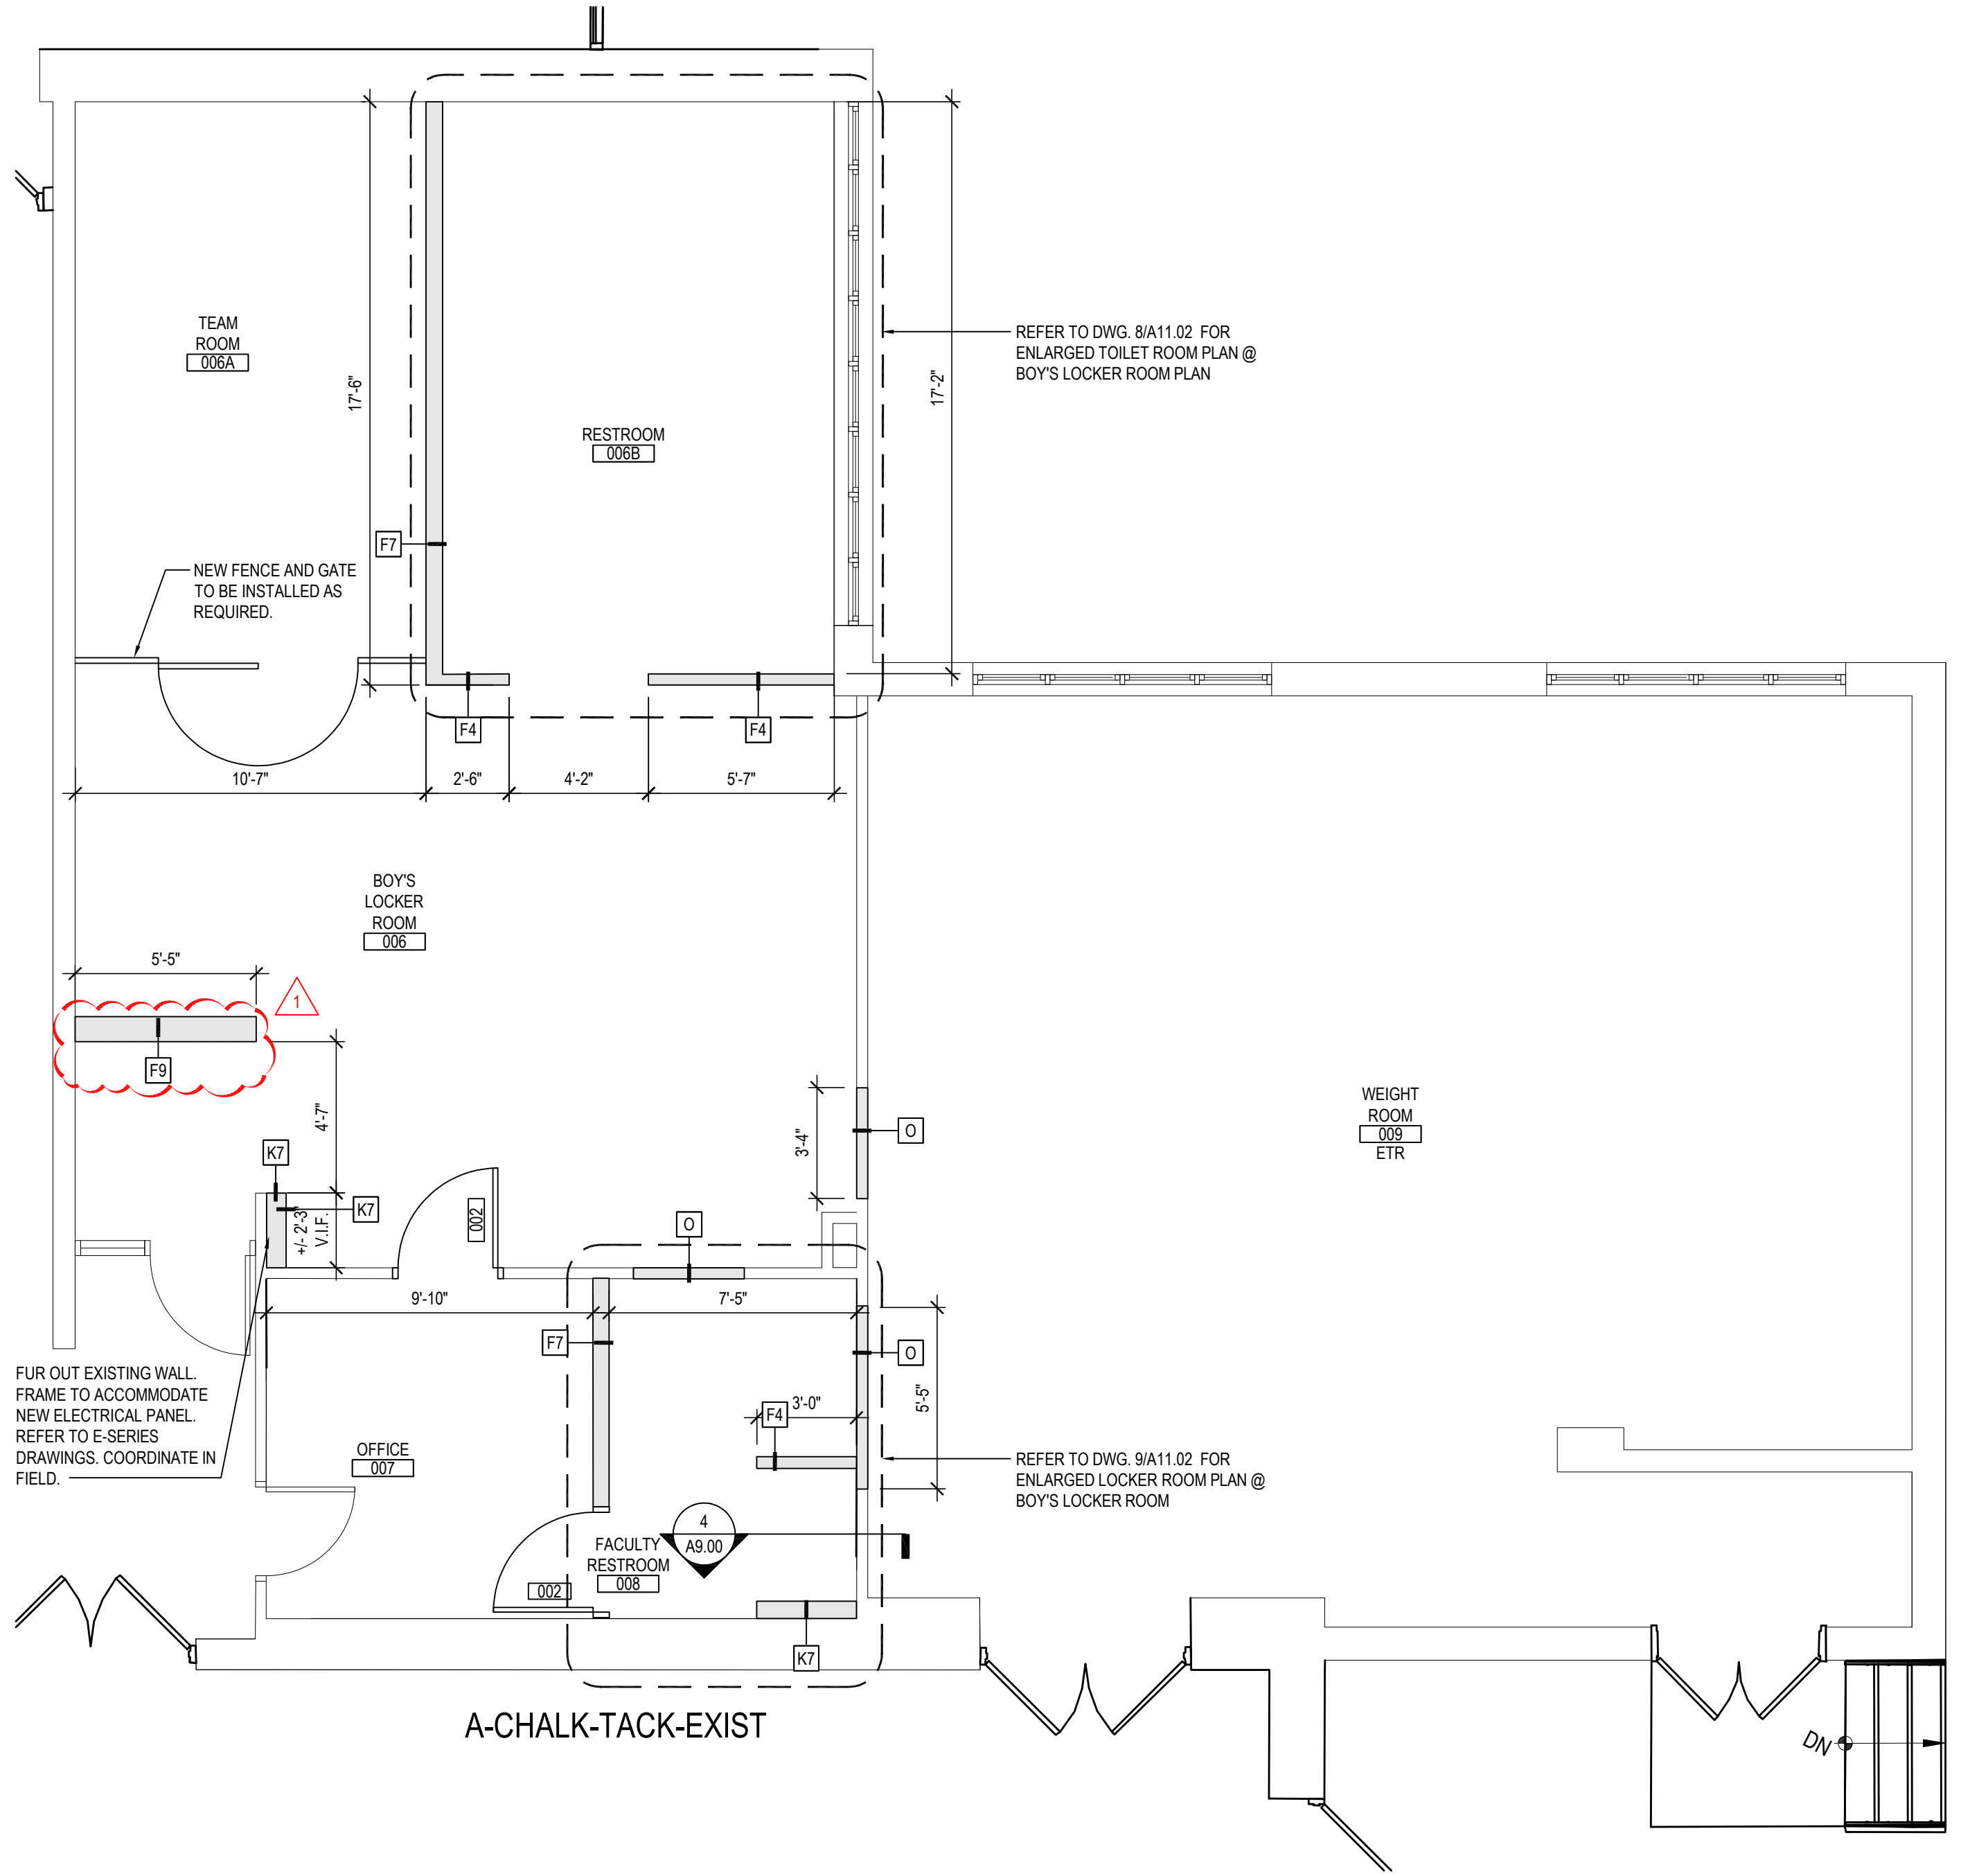 TEAM
ROOM
006A
17'-6"
17'-2"
REFER TO DWG. 8/A11.02 FOR
ENLARGED TOILET ROOM PLAN @
BOY'S LOCKER ROOM PLAN
RESTROOM
006B
F7
NEW FENCE AND GATE
TO BE INSTALLED AS
REQUIRED.
F4
F4
10'-7"
2'-6"
4'-2"
5'-7"
BOY'S
LOCKER
ROOM
006
5'-5"
1
F9
4'-7"
3'-4"
O
WEIGHT
ROOM
009
ETR
K7
K7
+/- 2'-3"
V.I.F.
002
O
9'-10"
7'-5"
F7
O
FUR OUT EXISTING WALL.
FRAME TO ACCOMMODATE
NEW ELECTRICAL PANEL.
REFER TO E-SERIES
DRAWINGS. COORDINATE IN
FIELD.
3'-0"
F4
5'-5"
OFFICE
007
REFER TO DWG. 9/A11.02 FOR
ENLARGED LOCKER ROOM PLAN @
BOY'S LOCKER ROOM
4
A9.00
FACULTY
RESTROOM
008
002
K7
A-CHALK-TACK-EXIST
DN